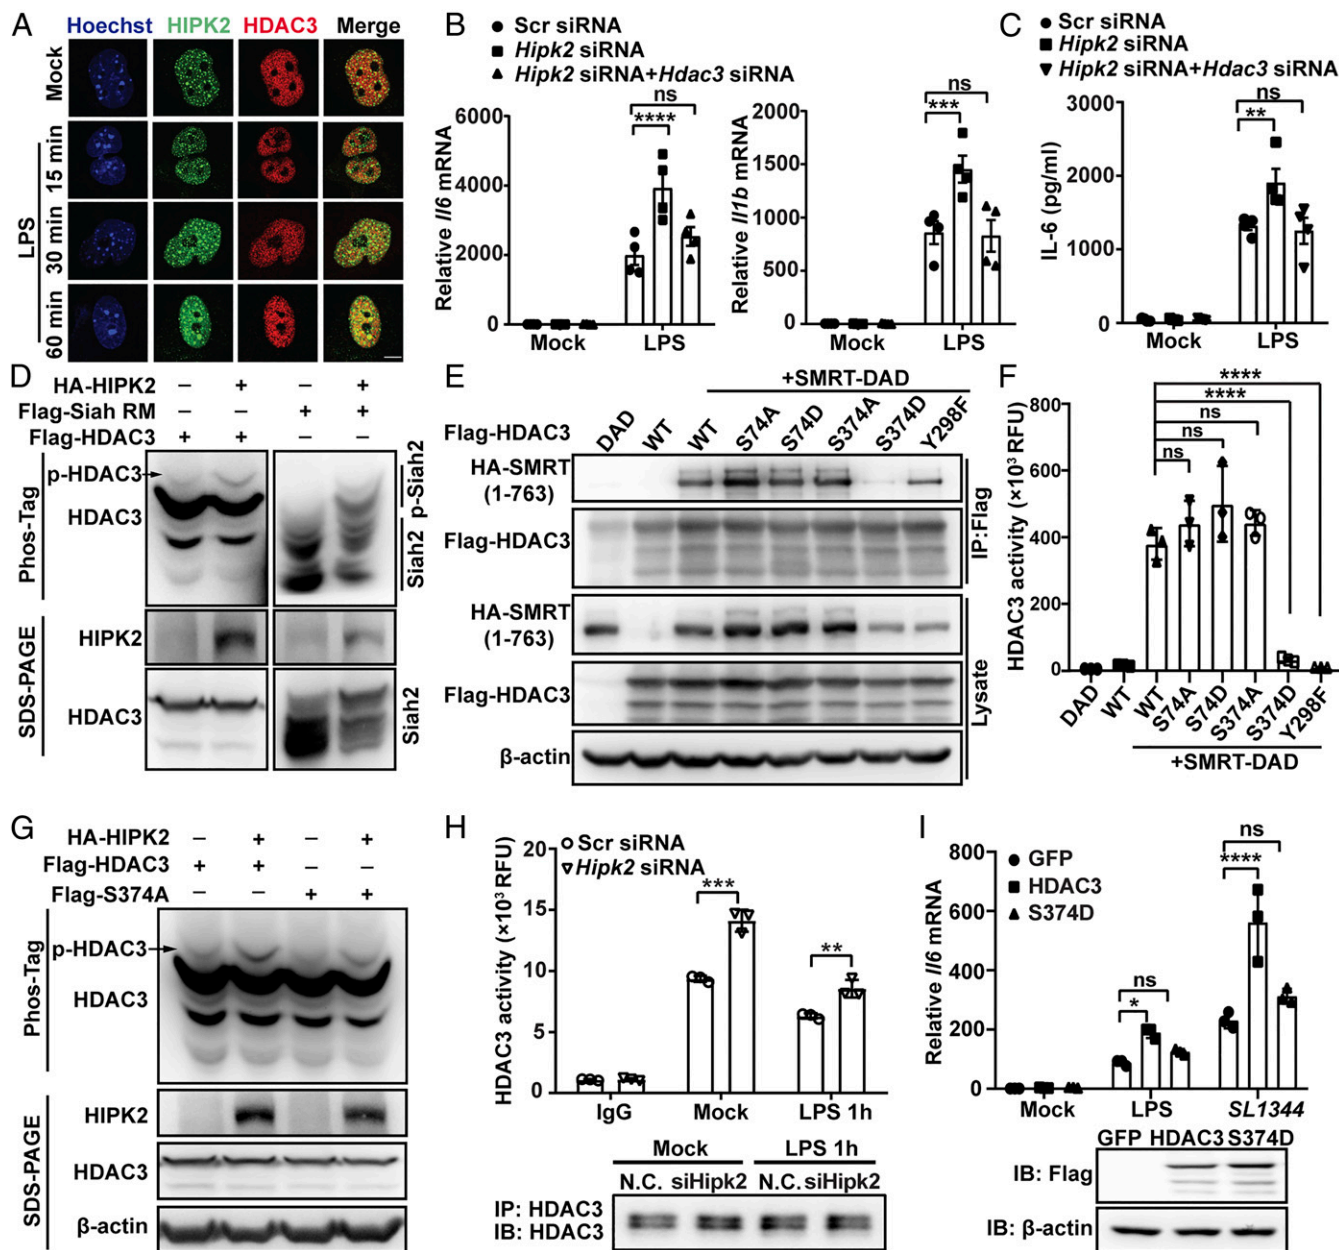 A
Hoechst HIPK2 HDAC3 Merge
Mock
LPS
15 min
30 min
60 min
B
Scr siRNA
Hipk2 siRNA
Hipk2 siRNA+Hdac3 siRNA
Relative Il6 mRNA
6000
4000
2000
0
ns
****
Mock LPS
Relative Il1b mRNA
2000
1500
1000
500
0
ns
***
Mock LPS
C
Scr siRNA
Hipk2 siRNA
Hipk2 siRNA+Hdac3 siRNA
IL-6 (pg/ml)
3000
2000
1000
0
ns
**
Mock LPS
D
HA-HIPK2 – + +
Flag-Siah RM + +
Flag-HDAC3 + +
Phos-Tag
p-HDAC3
HDAC3
p-Siah2
Siah2
SDS-PAGE
HIPK2
HDAC3
Siah2
E
+SMRT-DAD
Flag-HDAC3 DAD WT WT S74A S74D S374A S374D Y298F
HA-SMRT
(1-763)
Flag-HDAC3
IP:Flag
HA-SMRT
(1-763)
Flag-HDAC3
β-actin
Lysate
F
HDAC3 activity (×10³ RFU)
800
600
400
200
0
****
****
ns
ns
ns
DAD WT WT S74A S74D S374A S374D Y298F
+SMRT-DAD
G
HA-HIPK2 – + – +
Flag-HDAC3 + + – –
Flag-S374A – – + +
Phos-Tag
p-HDAC3
HDAC3
SDS-PAGE
HIPK2
HDAC3
β-actin
H
Scr siRNA
Hipk2 siRNA
HDAC3 activity (×10³ RFU)
20
15
10
5
0
***
**
IgG Mock LPS 1h
Mock LPS 1h
N.C. siHipk2 N.C. siHipk2
IP: HDAC3
IB: HDAC3
I
GFP
HDAC3
S374D
Relative Il6 mRNA
800
600
400
200
0
ns
*
ns
****
Mock LPS SL1344
GFP HDAC3 S374D
IB: Flag
IB: β-actin